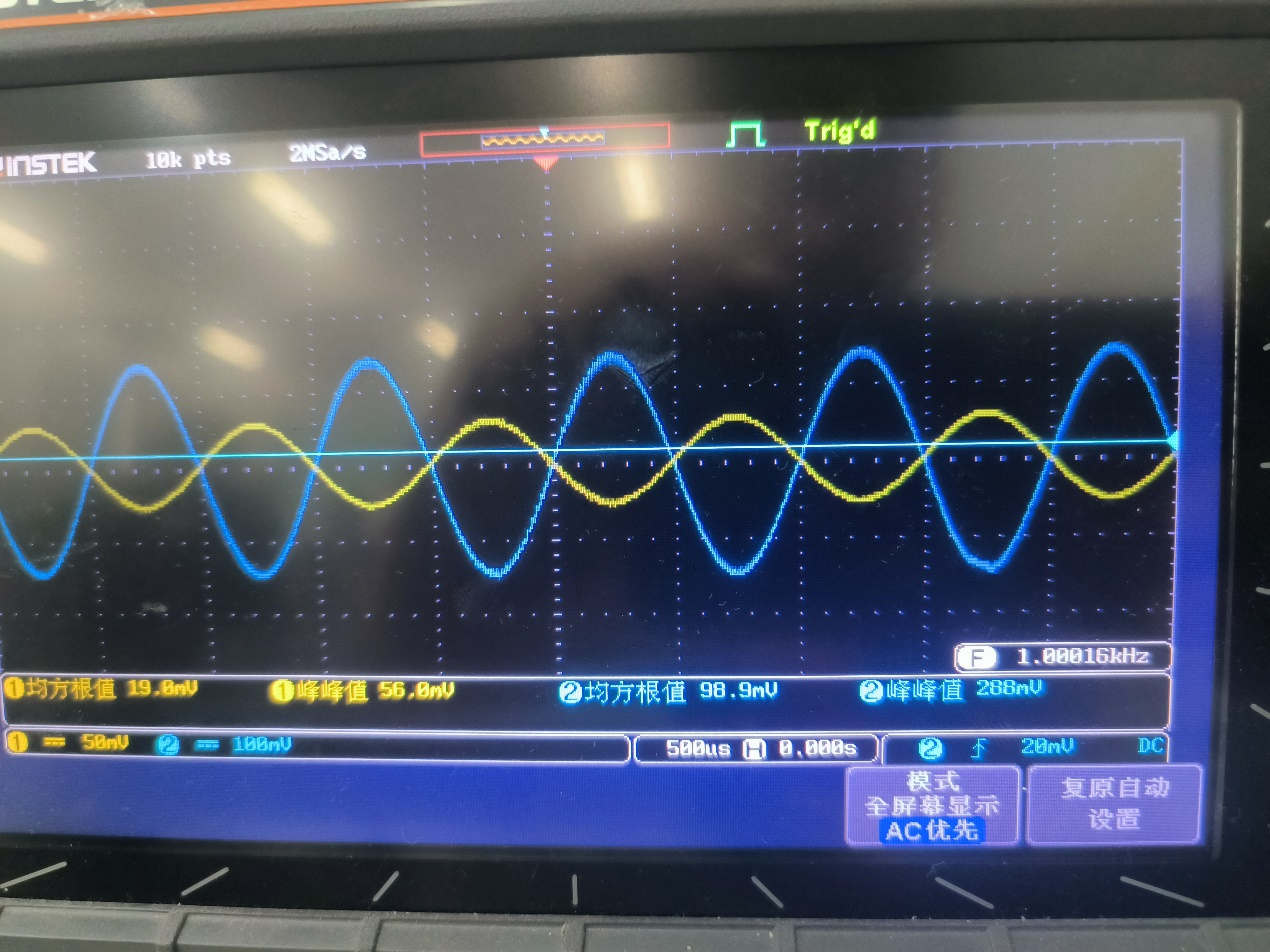 INSTEK 10k pts 2MSa/s Trig'd
F 1.00016kHz
1 均方根值 19.0mV 1 峰峰值 56.0mV 2 均方根值 98.9mV 2 峰峰值 288mV
1 50mV 2 100mV 500us H 0.000s 2 20mV DC
模式
全屏幕显示
AC优先
复原自动
设置